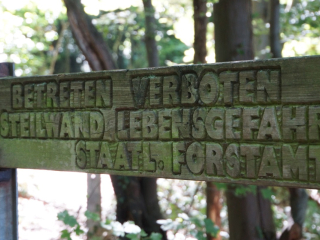 BETRETEN VERBOTEN
STEILWAND LEBENSGEFAHR
STAATL. FORSTAMT